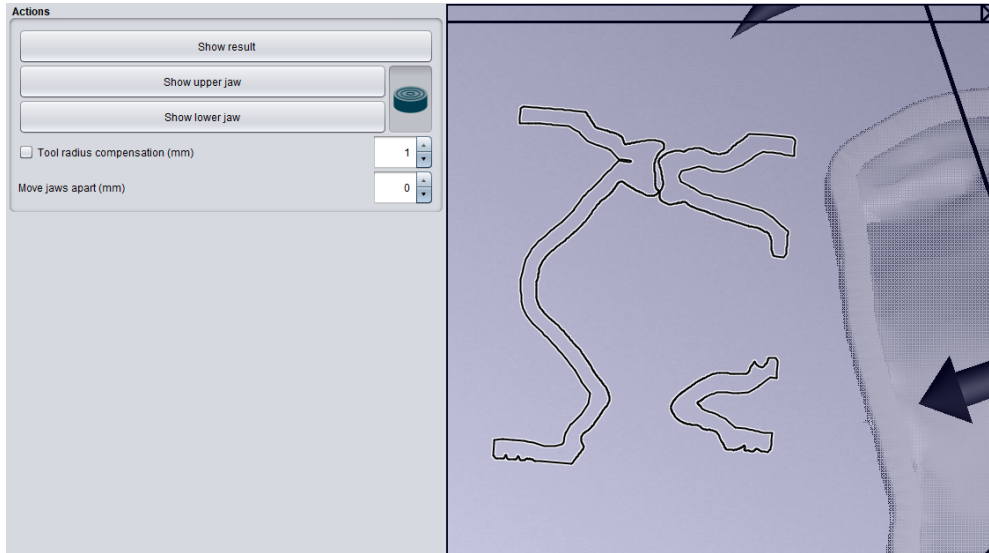 Actions
Show result
Show upper jaw
Show lower jaw
Tool radius compensation (mm) 1
Move jaws apart (mm) 0